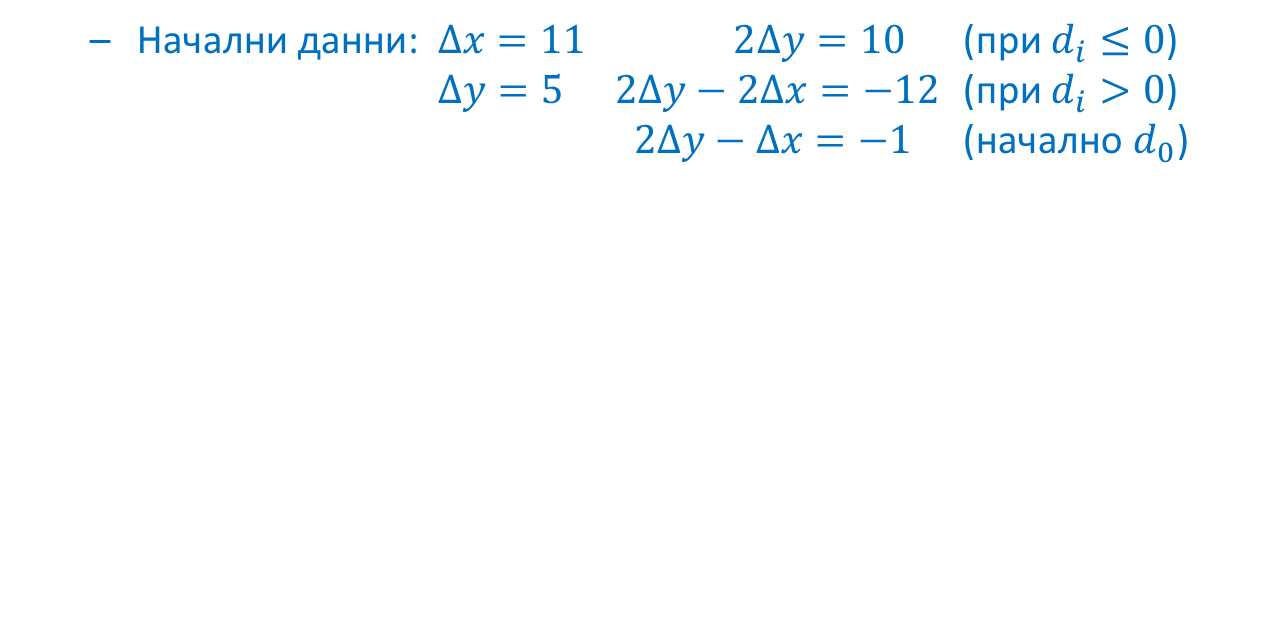 – Начални данни: Δx = 11 2Δy = 10 (при dᵢ ≤ 0)
Δy = 5 2Δy − 2Δx = −12 (при dᵢ > 0)
2Δy − Δx = −1 (начално d₀)